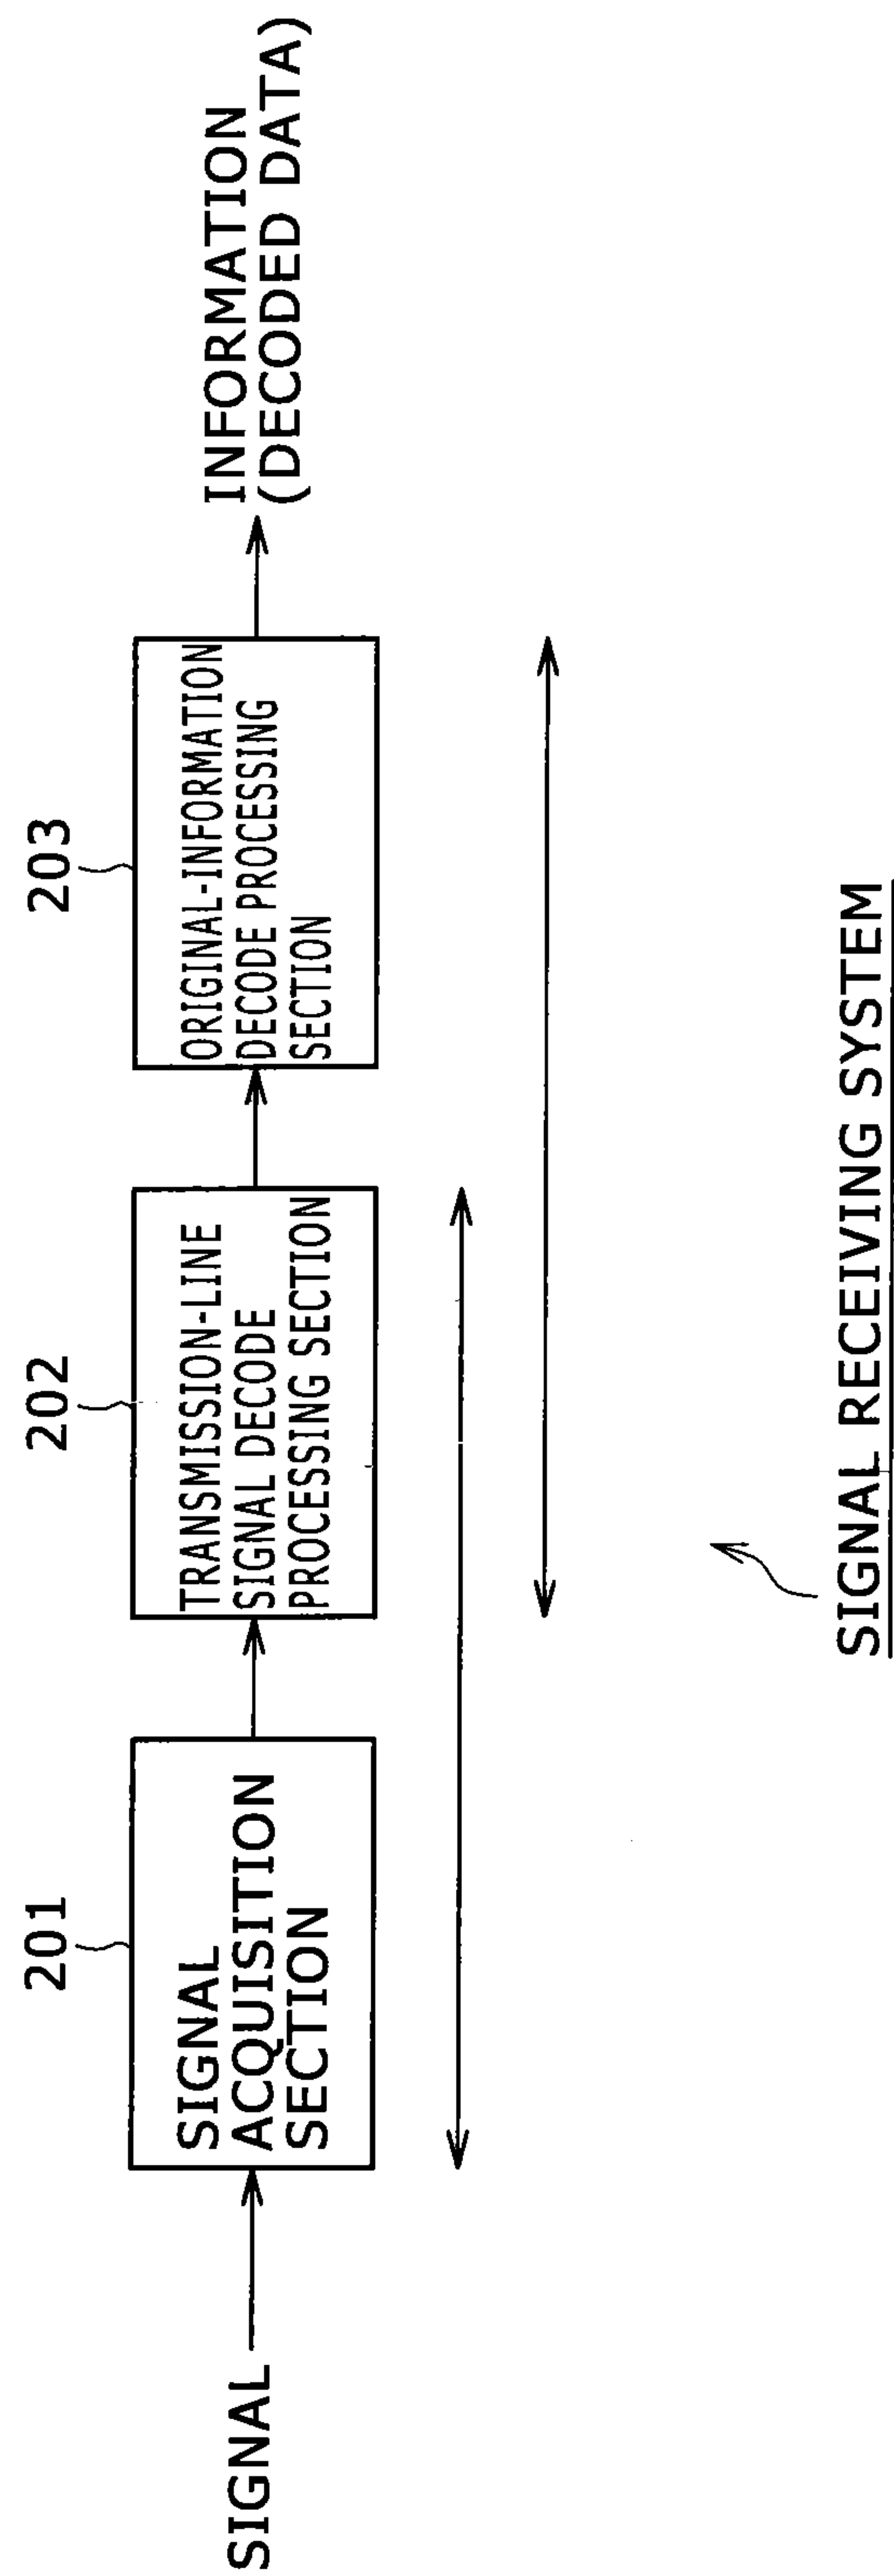 SIGNAL
201
SIGNAL
ACQUISITION
SECTION
202
TRANSMISSION-LINE
SIGNAL DECODE
PROCESSING SECTION
203
ORIGINAL-INFORMATION
DECODE PROCESSING
SECTION
INFORMATION
(DECODED DATA)
SIGNAL RECEIVING SYSTEM